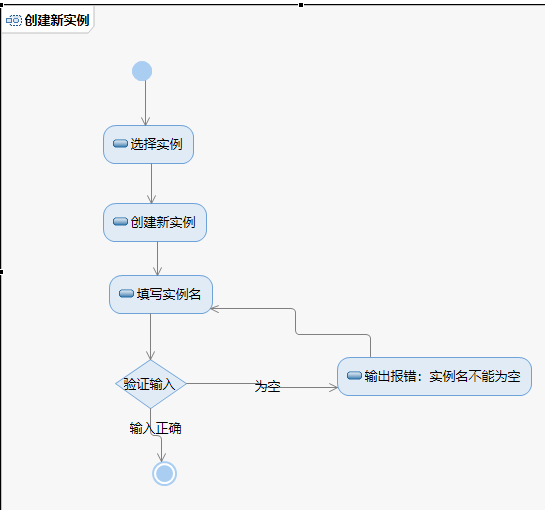 创建新实例
选择实例
创建新实例
填写实例名
验证输入
为空
输出报错：实例名不能为空
输入正确